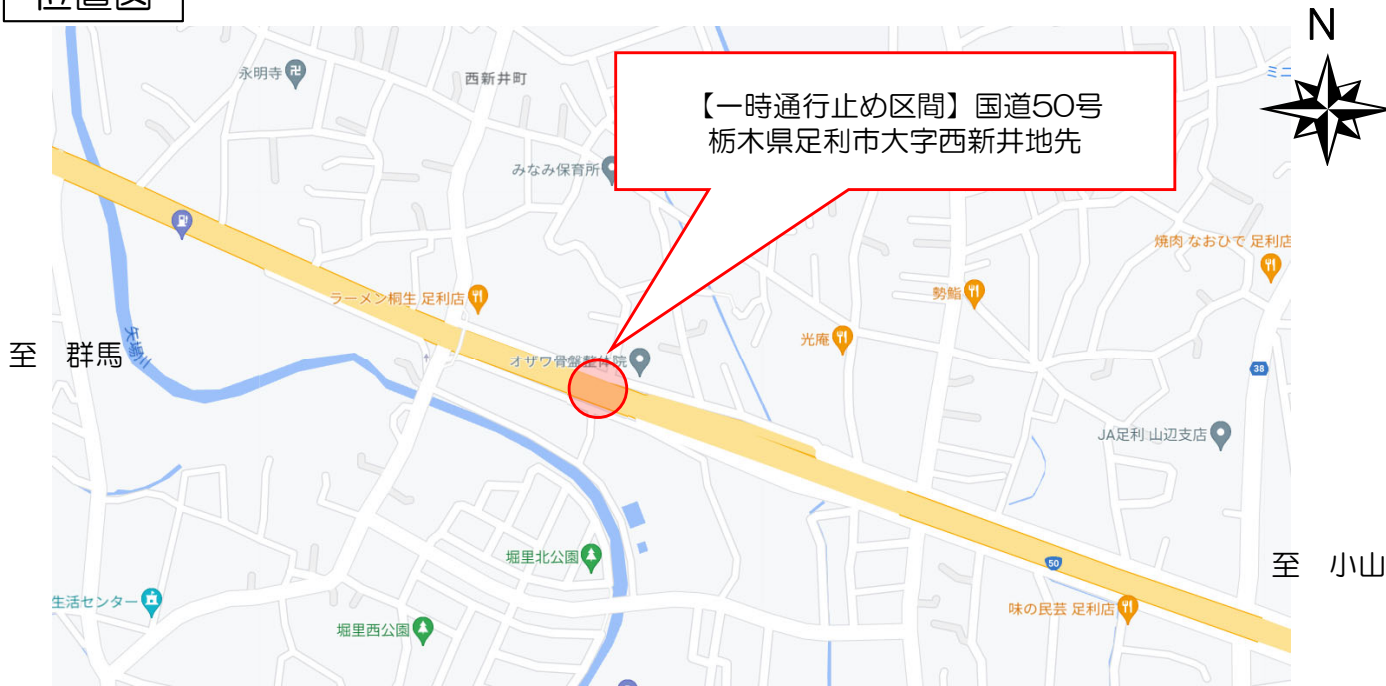 位置図
N
永明寺
西新井町
ミニ
【一時通行止め区間】国道50号
栃木県足利市大字西新井地先
みなみ保育所
焼肉 なおひで 足利店
ラーメン桐生 足利店
勢鮨
光庵
至 群馬
矢場川
オザワ骨盤整体院
38
JA足利 山辺支店
堀里北公園
50
至 小山
生活センター
味の民芸 足利店
堀里西公園